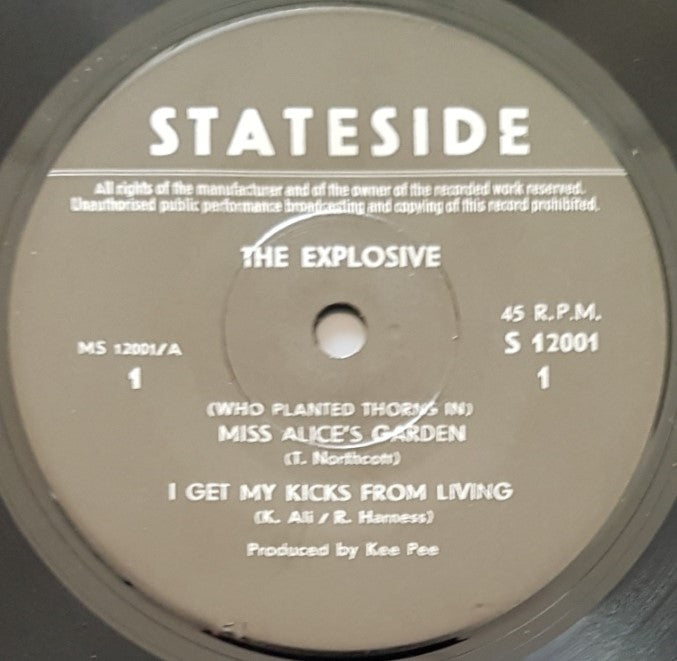 STATESIDE
All rights of the manufacturer and of the owner of the recorded work reserved.
Unauthorised public performance broadcasting and copying of this record prohibited.
THE EXPLOSIVE
45 R.P.M.
MS 12001/A
S 12001
1
1
(WHO PLANTED THORNS IN)
MISS ALICE'S GARDEN
(T. Northcott)
I GET MY KICKS FROM LIVING
(K. Ali / R. Harness)
Produced by Kee Pee